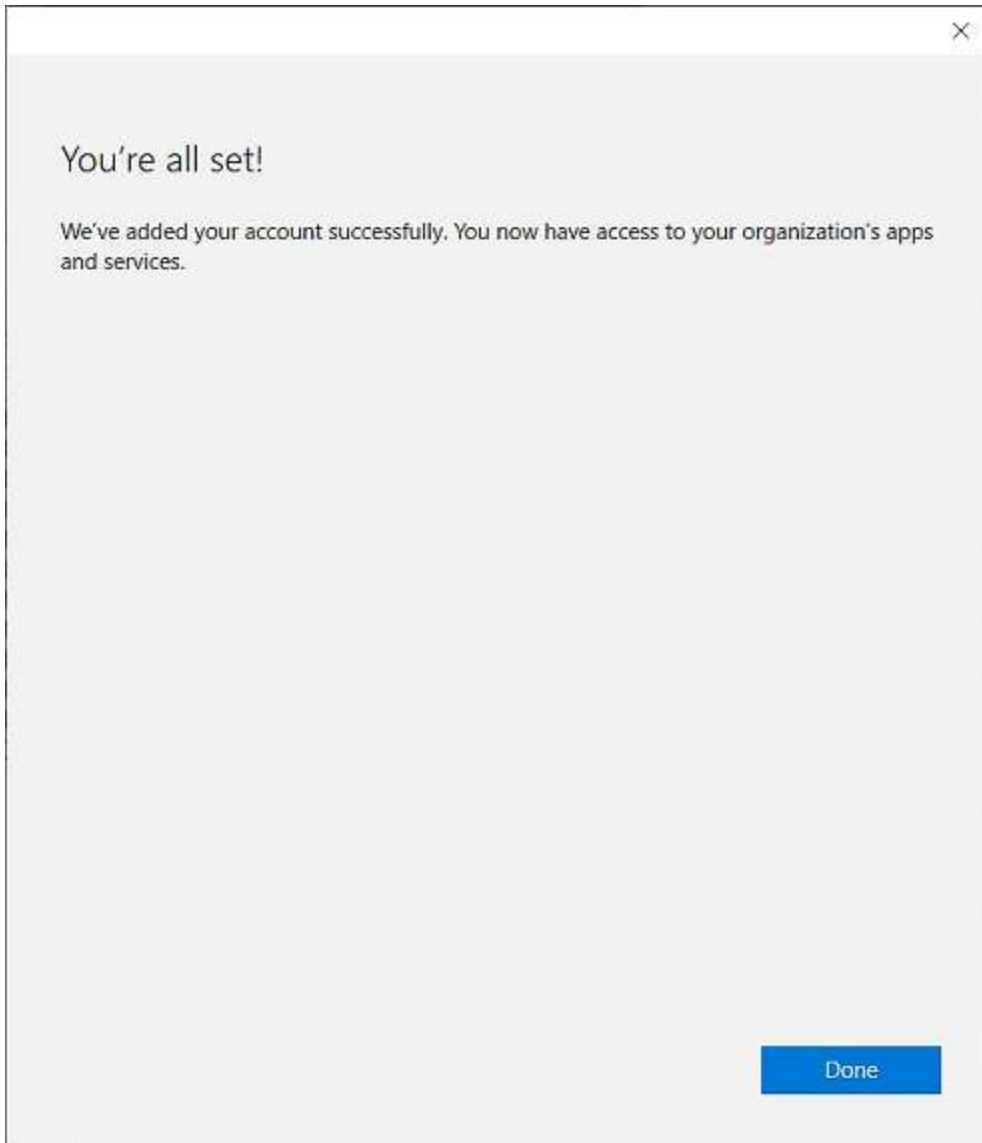 You're all set!
We've added your account successfully. You now have access to your organization's apps
and services.
Done